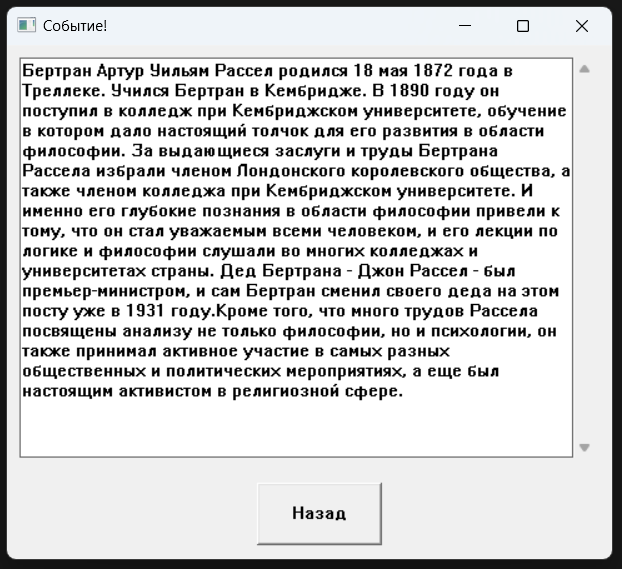 Событие!
Бертран Артур Уильям Рассел родился 18 мая 1872 года в
Треллеке. Учился Бертран в Кембридже. В 1890 году он
поступил в колледж при Кембриджском университете, обучение
в котором дало настоящий толчок для его развития в области
философии. За выдающиеся заслуги и труды Бертрана
Рассела избрали членом Лондонского королевского общества, а
также членом колледжа при Кембриджском университете. И
именно его глубокие познания в области философии привели к
тому, что он стал уважаемым всеми человеком, и его лекции по
логике и философии слушали во многих колледжах и
университетах страны. Дед Бертрана - Джон Рассел - был
премьер-министром, и сам Бертран сменил своего деда на этом
посту уже в 1931 году.Кроме того, что много трудов Рассела
посвящены анализу не только философии, но и психологии, он
также принимал активное участие в самых разных
общественных и политических мероприятиях, а еще был
настоящим активистом в религиозной сфере.
Назад